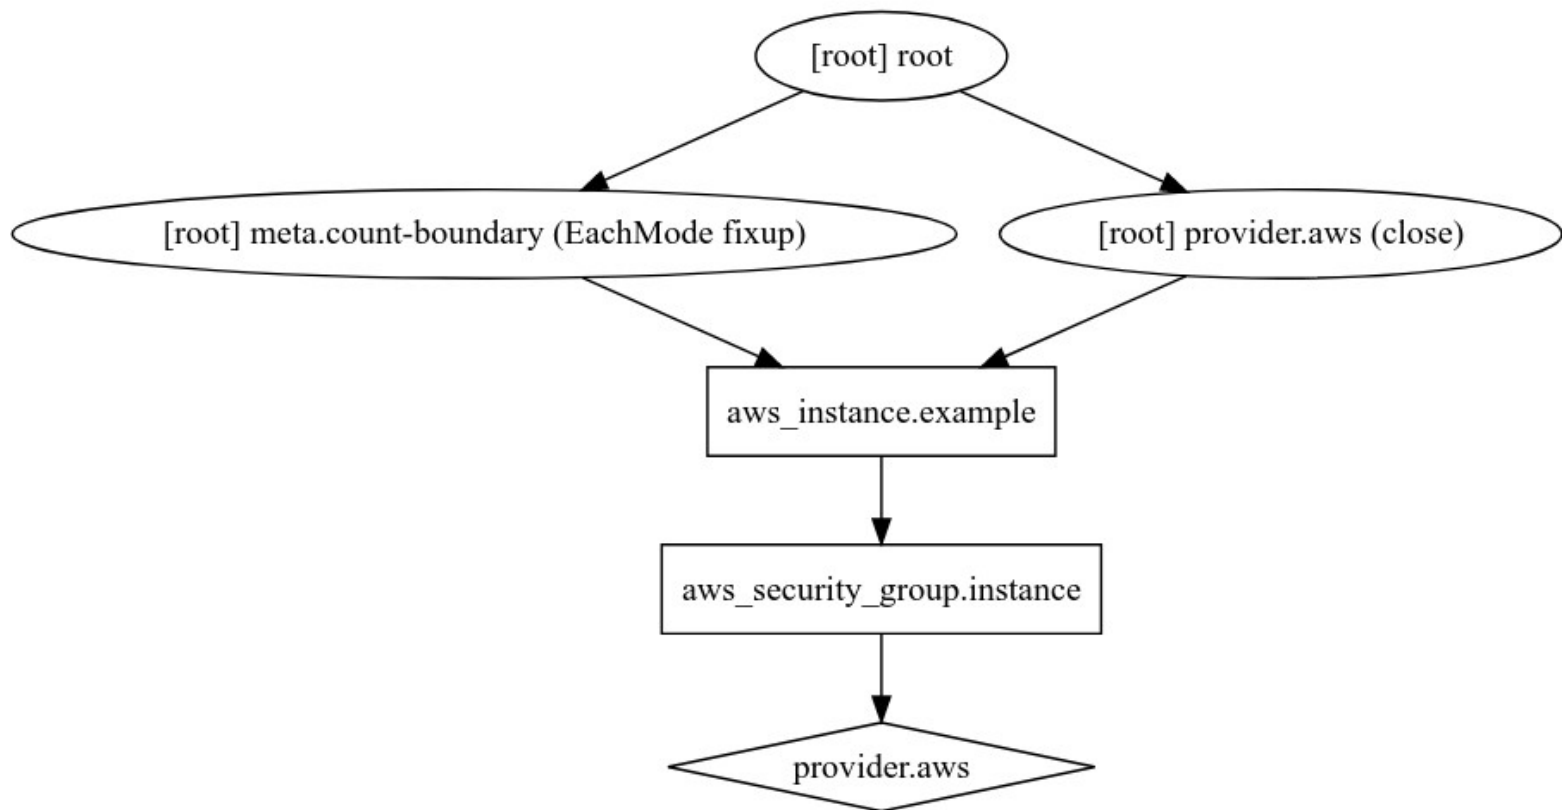 [root] root
[root] meta.count-boundary (EachMode fixup)
[root] provider.aws (close)
aws_instance.example
aws_security_group.instance
provider.aws